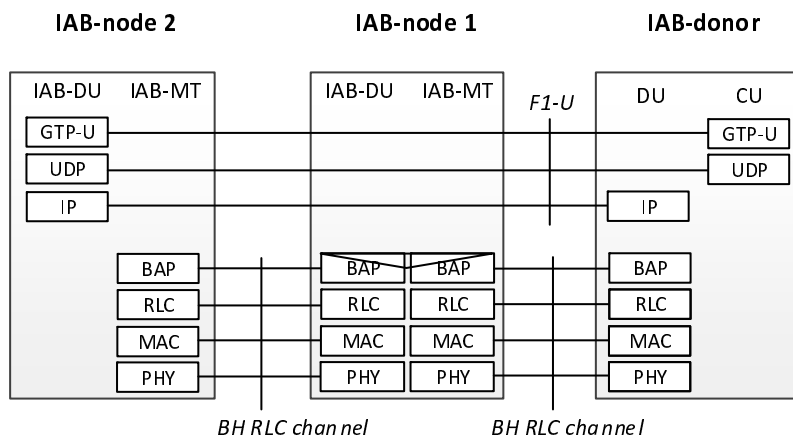 IAB-node 2 IAB-node 1 IAB-donor
IAB-DU IAB-MT IAB-DU IAB-MT F1-U DU CU
GTP-U GTP-U
UDP UDP
IP IP
BAP BAP BAP BAP
RLC RLC RLC RLC
MAC MAC MAC MAC
PHY PHY PHY PHY
BH RLC channel BH RLC channel